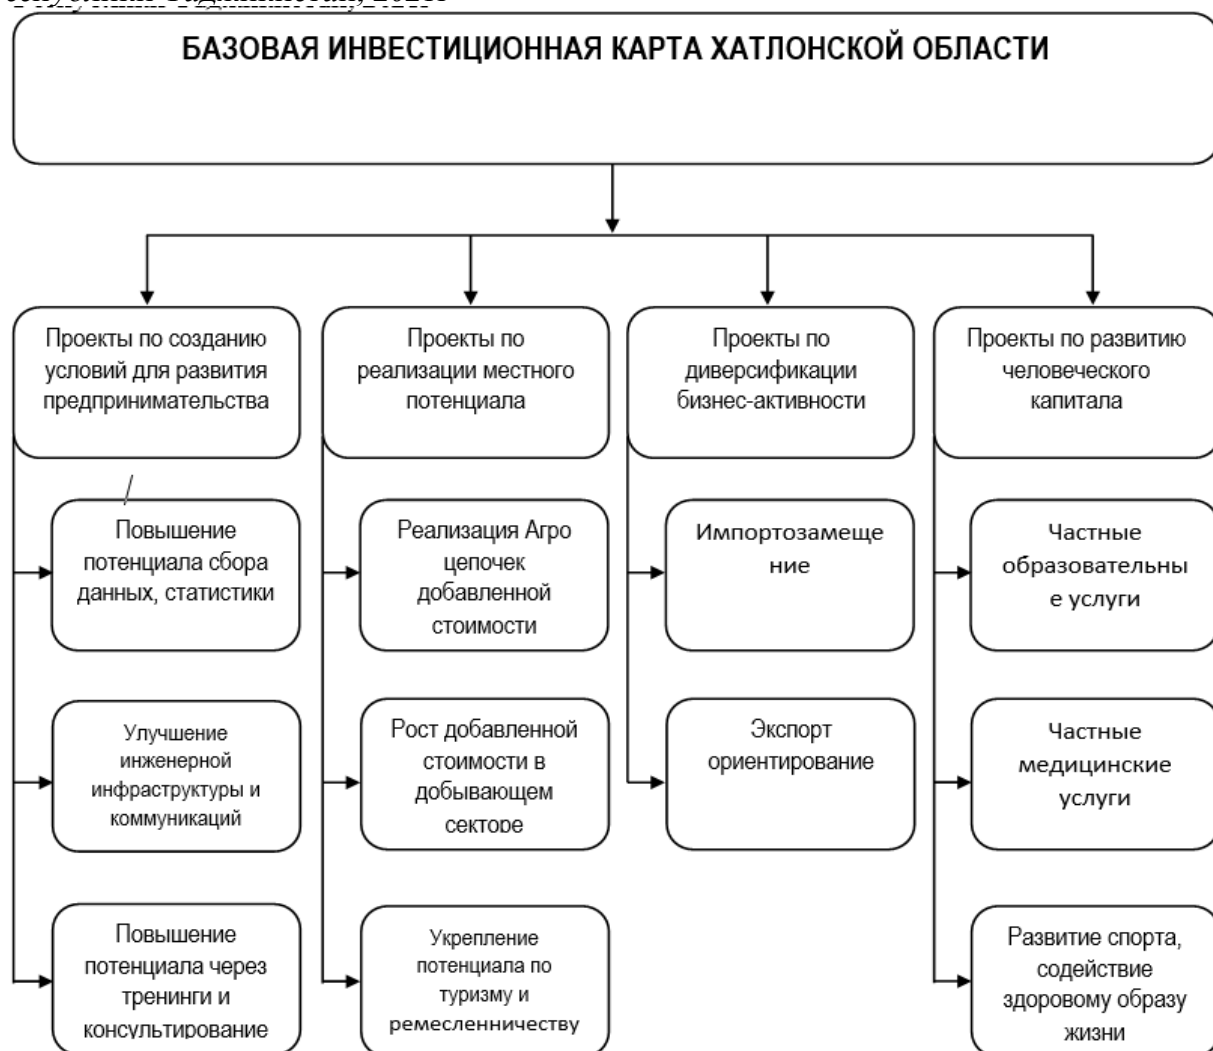 БАЗОВАЯ ИНВЕСТИЦИОННАЯ КАРТА ХАТЛОНСКОЙ ОБЛАСТИ
Проекты по созданию
условий для развития
предпринимательства
Повышение
потенциала сбора
данных, статистики
Улучшение
инженерной
инфраструктуры и
коммуникаций
Повышение
потенциала через
тренинги и
консультирование
Проекты по
реализации местного
потенциала
Реализация Агро
цепочек
добавленной
стоимости
Рост добавленной
стоимости в
добывающем
секторе
Укрепление
потенциала по
туризму и
ремесленничеству
Проекты по
диверсификации
бизнес-активности
Импортозамеще
ние
Экспорт
ориентирование
Проекты по развитию
человеческого
капитала
Частные
образовательны
е услуги
Частные
медицинские
услуги
Развитие спорта,
содействие
здоровому образу
жизни